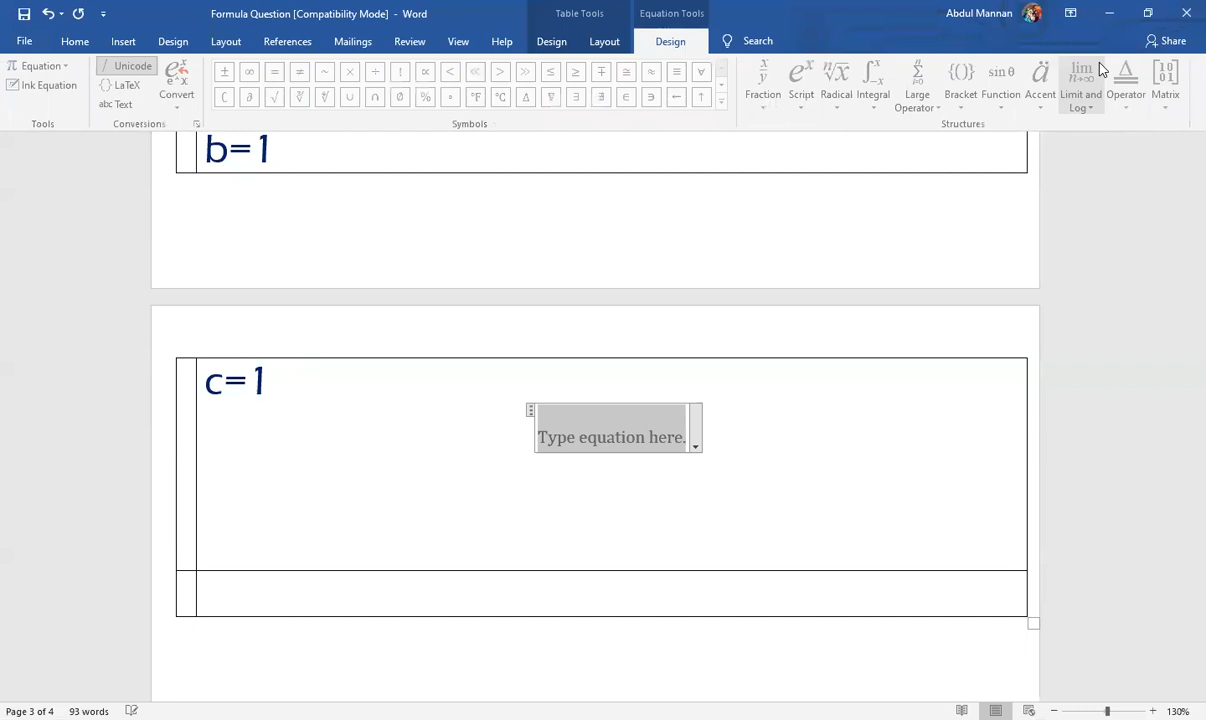 Formula Question [Compatibility Mode] - Word
Table Tools
Equation Tools
Abdul Mannan
File
Home
Insert
Design
Layout
References
Mailings
Review
View
Help
Design
Layout
Design
Search
Share
π Equation
Unicode
Ink Equation
LaTeX
abc Text
Convert
Tools
Conversions
± ∞ = ≠ ~ × ÷ ! ∝ < ≪ > ≫ ≤ ≥ ∓ ≅ ≈ ≡ ∀
∁ ∂ √ ∛ ∜ ∪ ∩ ∅ % ° °F °C ∆ ∇ ∃ ∄ ∈ ∋ ← ↑
Symbols
Fraction
Script
Radical
Integral
Large Operator
Bracket
Function
Accent
Limit and Log
Operator
Matrix
Structures
b=1
c=1
Type equation here.
Page 3 of 4
93 words
130%